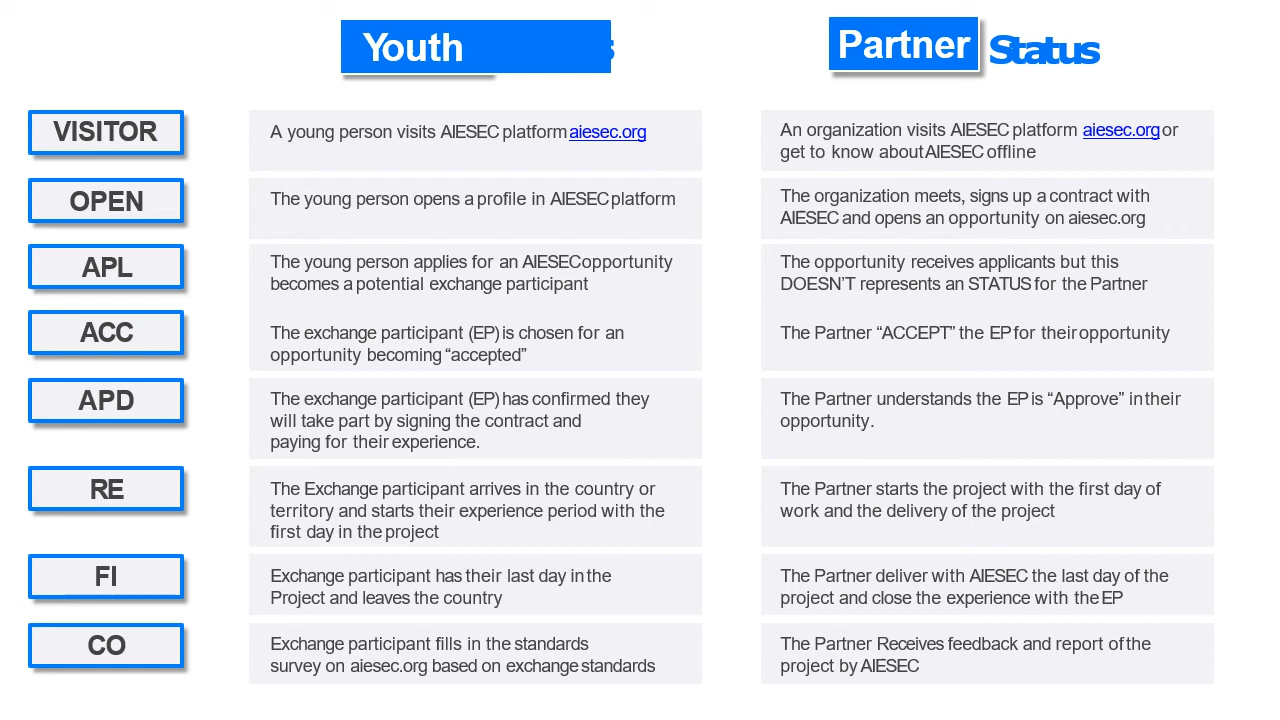 Youth
Partner Status
VISITOR
A young person visits AIESEC platform aiesec.org
An organization visits AIESEC platform aiesec.org or
get to know about AIESEC offline
OPEN
The young person opens a profile in AIESEC platform
The organization meets, signs up a contract with
AIESEC and opens an opportunity on aiesec.org
APL
The young person applies for an AIESEC opportunity
becomes a potential exchange participant
The opportunity receives applicants but this
DOESN’T represents an STATUS for the Partner
ACC
The exchange participant (EP) is chosen for an
opportunity becoming “accepted”
The Partner “ACCEPT” the EP for their opportunity
APD
The exchange participant (EP) has confirmed they
will take part by signing the contract and
paying for their experience.
The Partner understands the EP is “Approve” in their
opportunity.
RE
The Exchange participant arrives in the country or
territory and starts their experience period with the
first day in the project
The Partner starts the project with the first day of
work and the delivery of the project
FI
Exchange participant has their last day in the
Project and leaves the country
The Partner deliver with AIESEC the last day of the
project and close the experience with the EP
CO
Exchange participant fills in the standards
survey on aiesec.org based on exchange standards
The Partner Receives feedback and report of the
project by AIESEC